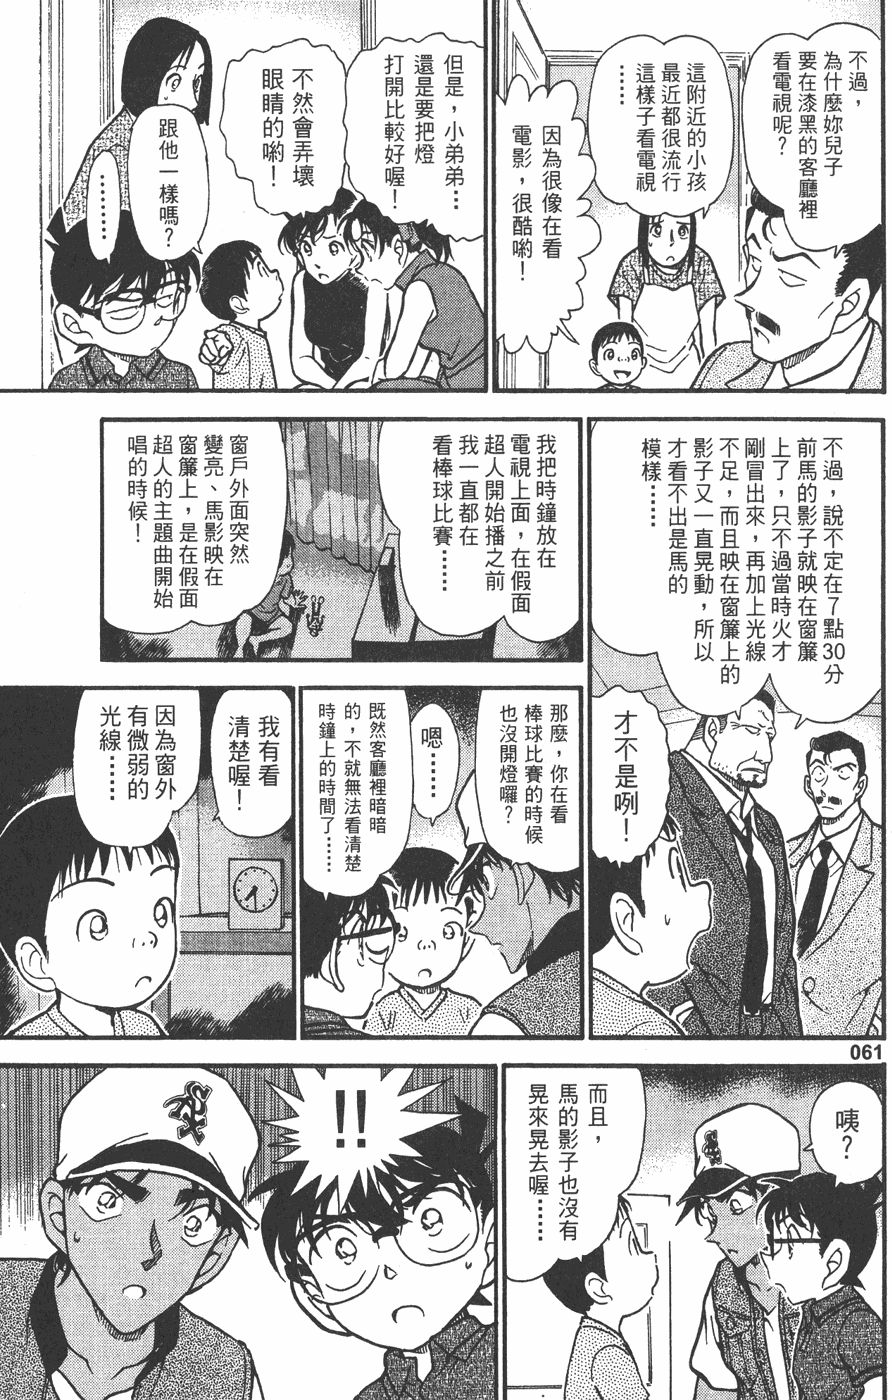 不過，
為什麼妳兒子
要在漆黑的客廳裡
看電視呢？
這附近的小孩
最近都很流行
這樣子看電視
……
因為很像在看
電影，很酷喲！
但是，小弟弟…
還是要把燈
打開比較好喔！
不然會弄壞
眼睛的喲！
跟他一樣嗎？
………
不過，說不定在7點30分
前馬的影子就映在窗簾
上了，只不過當時火才
剛冒出來，再加上光線
不足，而且映在窗簾上的
影子又一直晃動，所以
才看不出是馬的
模樣……
才不是咧！
我把時鐘放在
電視上面，在假面
超人開始播之前
我一直都在
看棒球比賽……
窗戶外面突然
變亮、馬影映在
窗簾上，是在假面
超人的主題曲開始
唱的時候！
那麼，你在看
棒球比賽的時候
也沒開燈囉？
嗯……
既然客廳裡暗暗
的，不就無法看清楚
時鐘上的時間了……
我有看
清楚喔！
因為窗外
有微弱的
光線……
061
咦？
而且，
馬的影子也沒有
晃來晃去喔……
!!
SOX